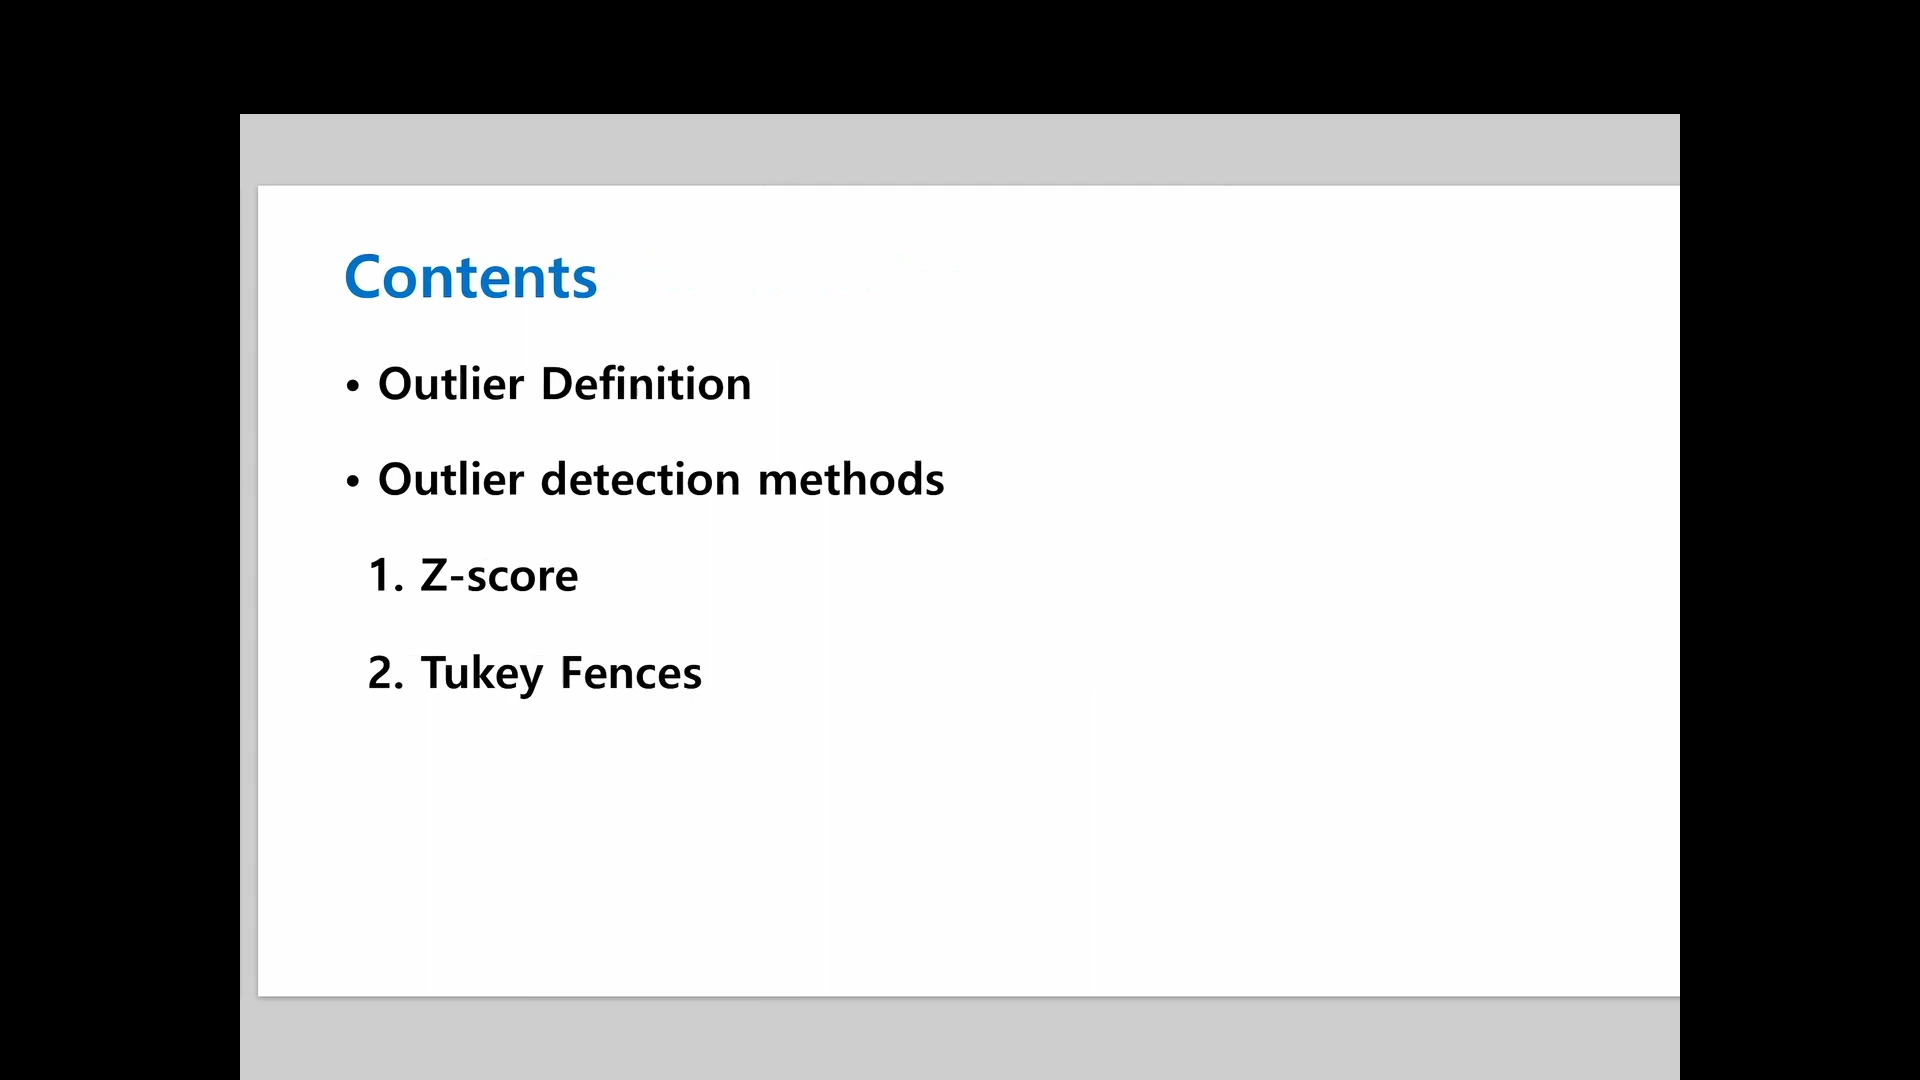 Contents
• Outlier Definition
• Outlier detection methods
1. Z-score
2. Tukey Fences